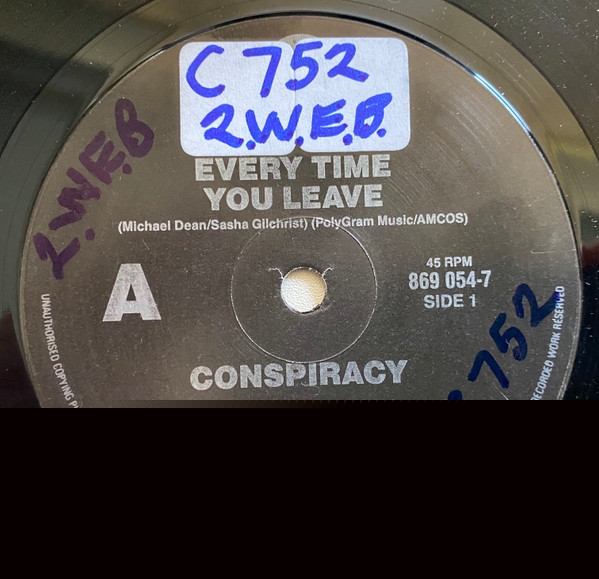 C 752
2.W.E.B.
2.W.E.B
EVERY TIME
YOU LEAVE
(Michael Dean/Sasha Gilchrist) (PolyGram Music/AMCOS)
A
45 RPM
869 054-7
SIDE 1
CONSPIRACY
C 752
UNAUTHORISED COPYING
RECORDED WORK RESERVED